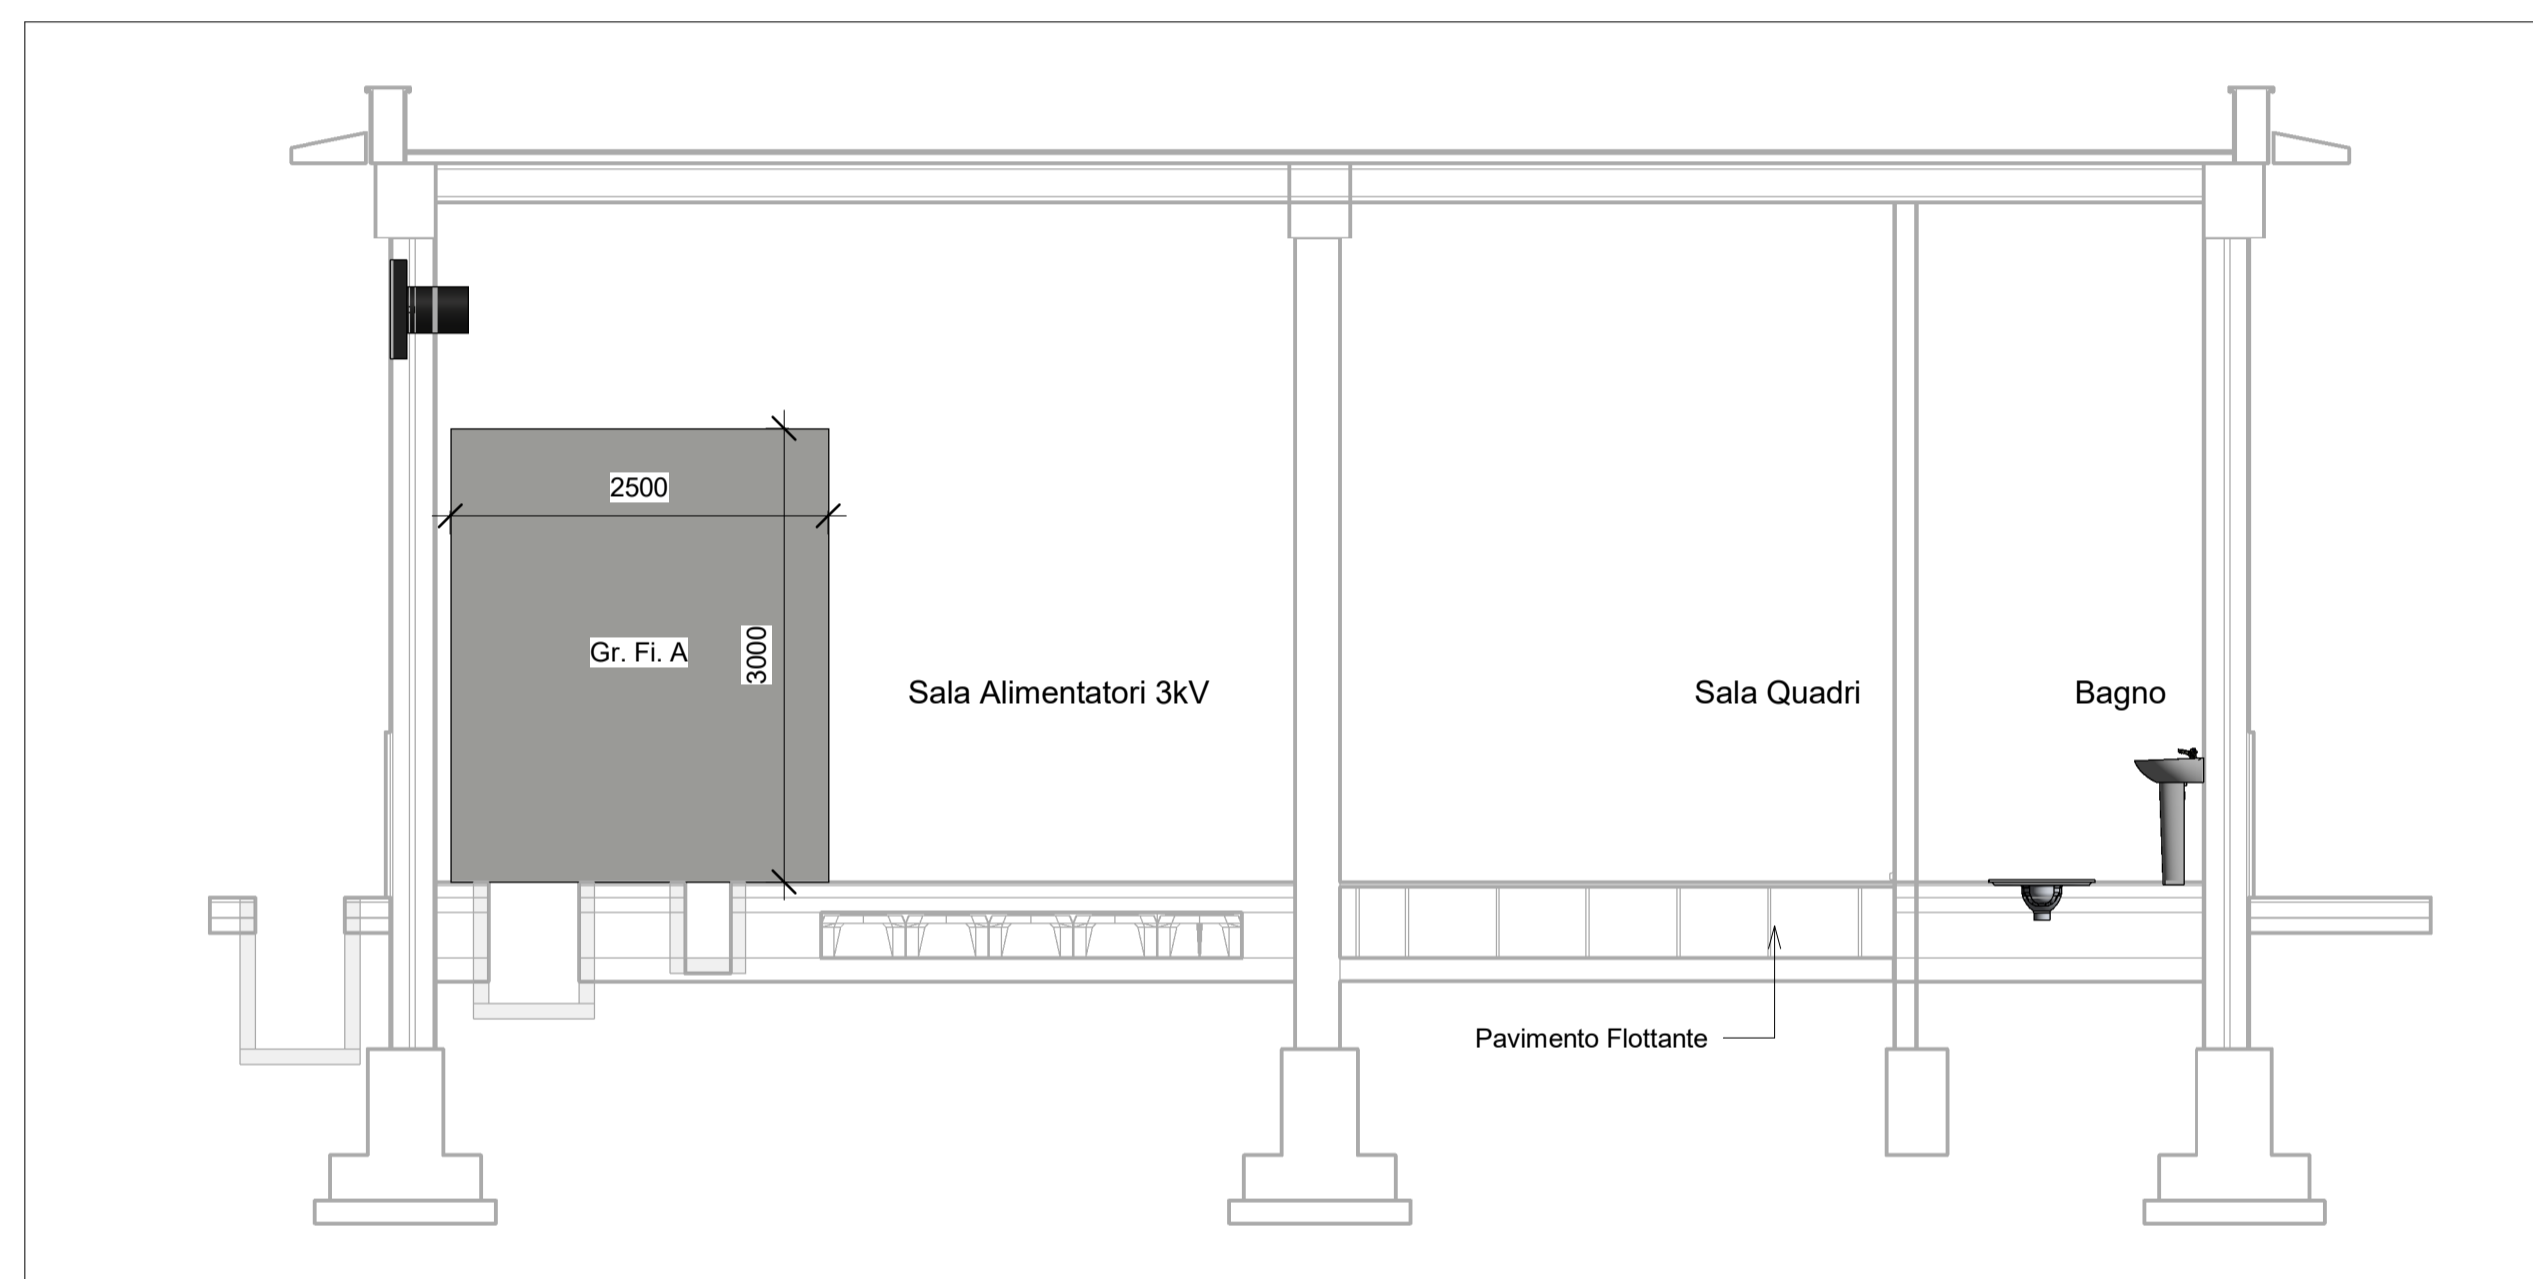 2500
3000
Gr. Fi. A
Sala Alimentatori 3kV
Sala Quadri
Bagno
Pavimento Flottante